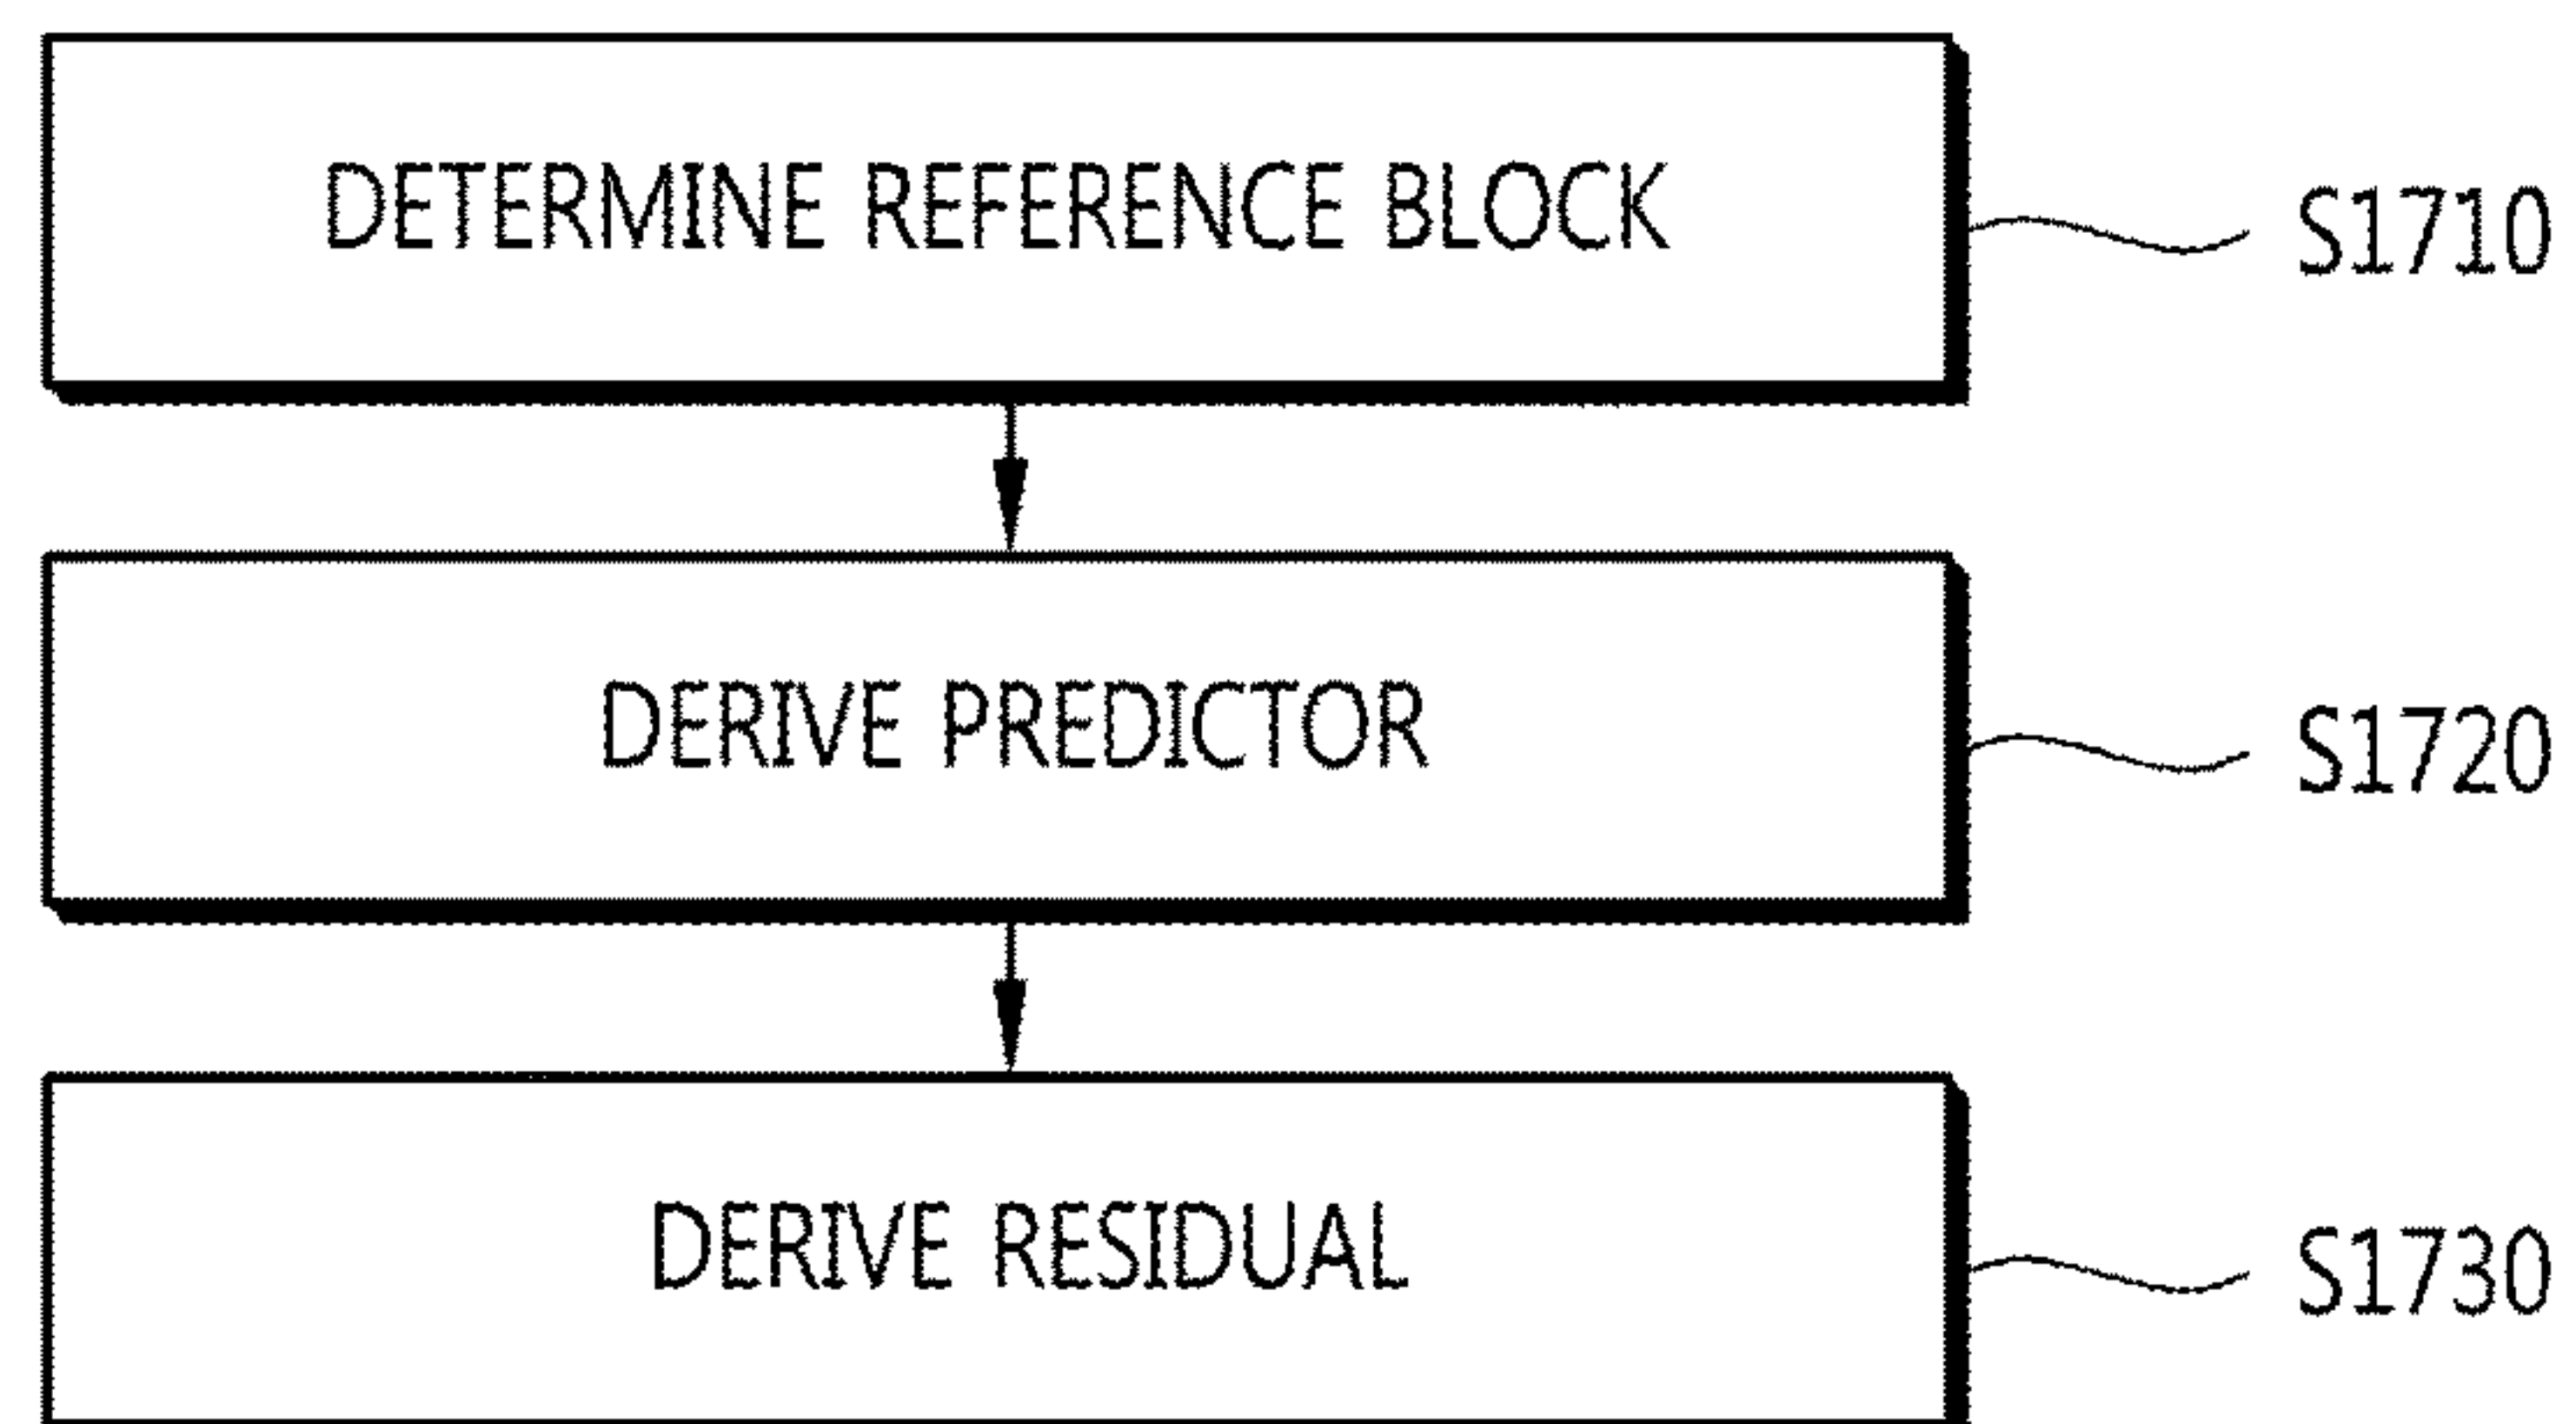 DETERMINE REFERENCE BLOCK
S1710
DERIVE PREDICTOR
S1720
DERIVE RESIDUAL
S1730